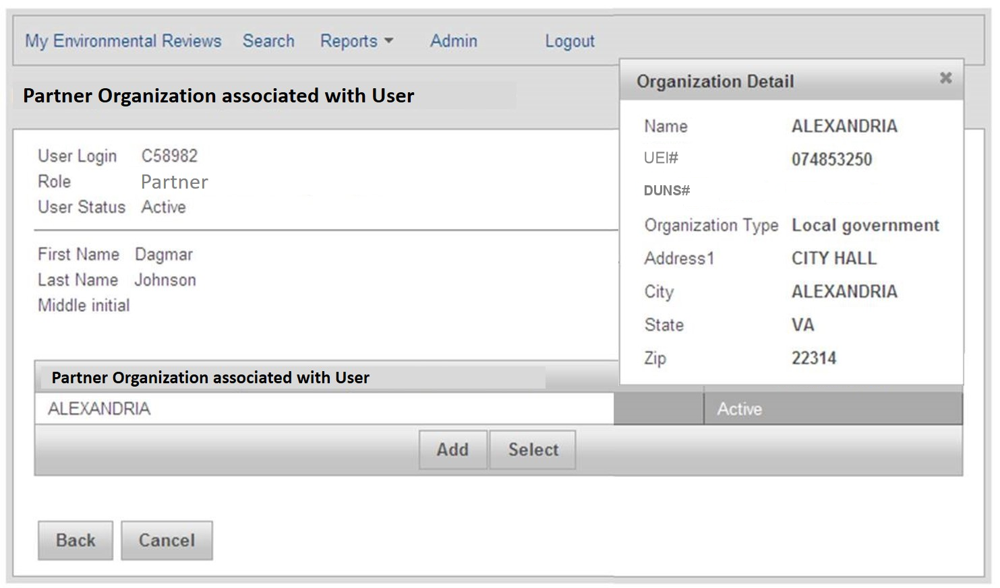 My Environmental Reviews Search Reports Admin Logout
Partner Organization associated with User
User Login C58982
Role Partner
User Status Active
First Name Dagmar
Last Name Johnson
Middle initial
Organization Detail
Name ALEXANDRIA
UEI# 074853250
DUNS#
Organization Type Local government
Address1 CITY HALL
City ALEXANDRIA
State VA
Zip 22314
Partner Organization associated with User
ALEXANDRIA Active
Add Select
Back Cancel